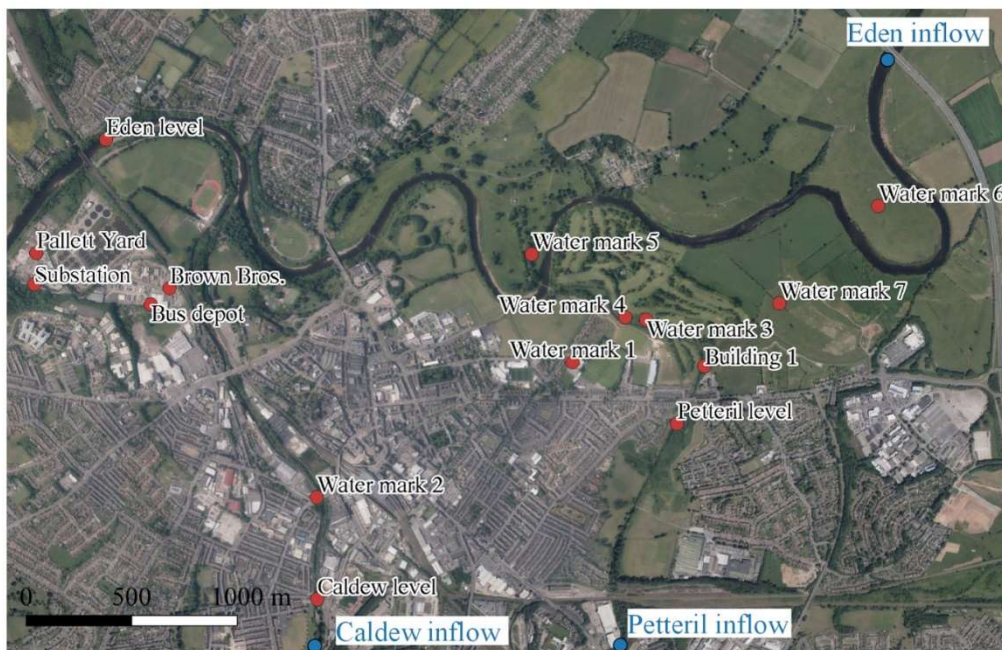 Eden inflow
Eden level
Water mark 6
Pallett Yard
Water mark 5
Substation
Brown Bros.
Bus depot
Water mark 4
Water mark 7
Water mark 3
Water mark 1
Building 1
Petteril level
Water mark 2
Caldew level
0
500
1000 m
Caldew inflow
Petteril inflow